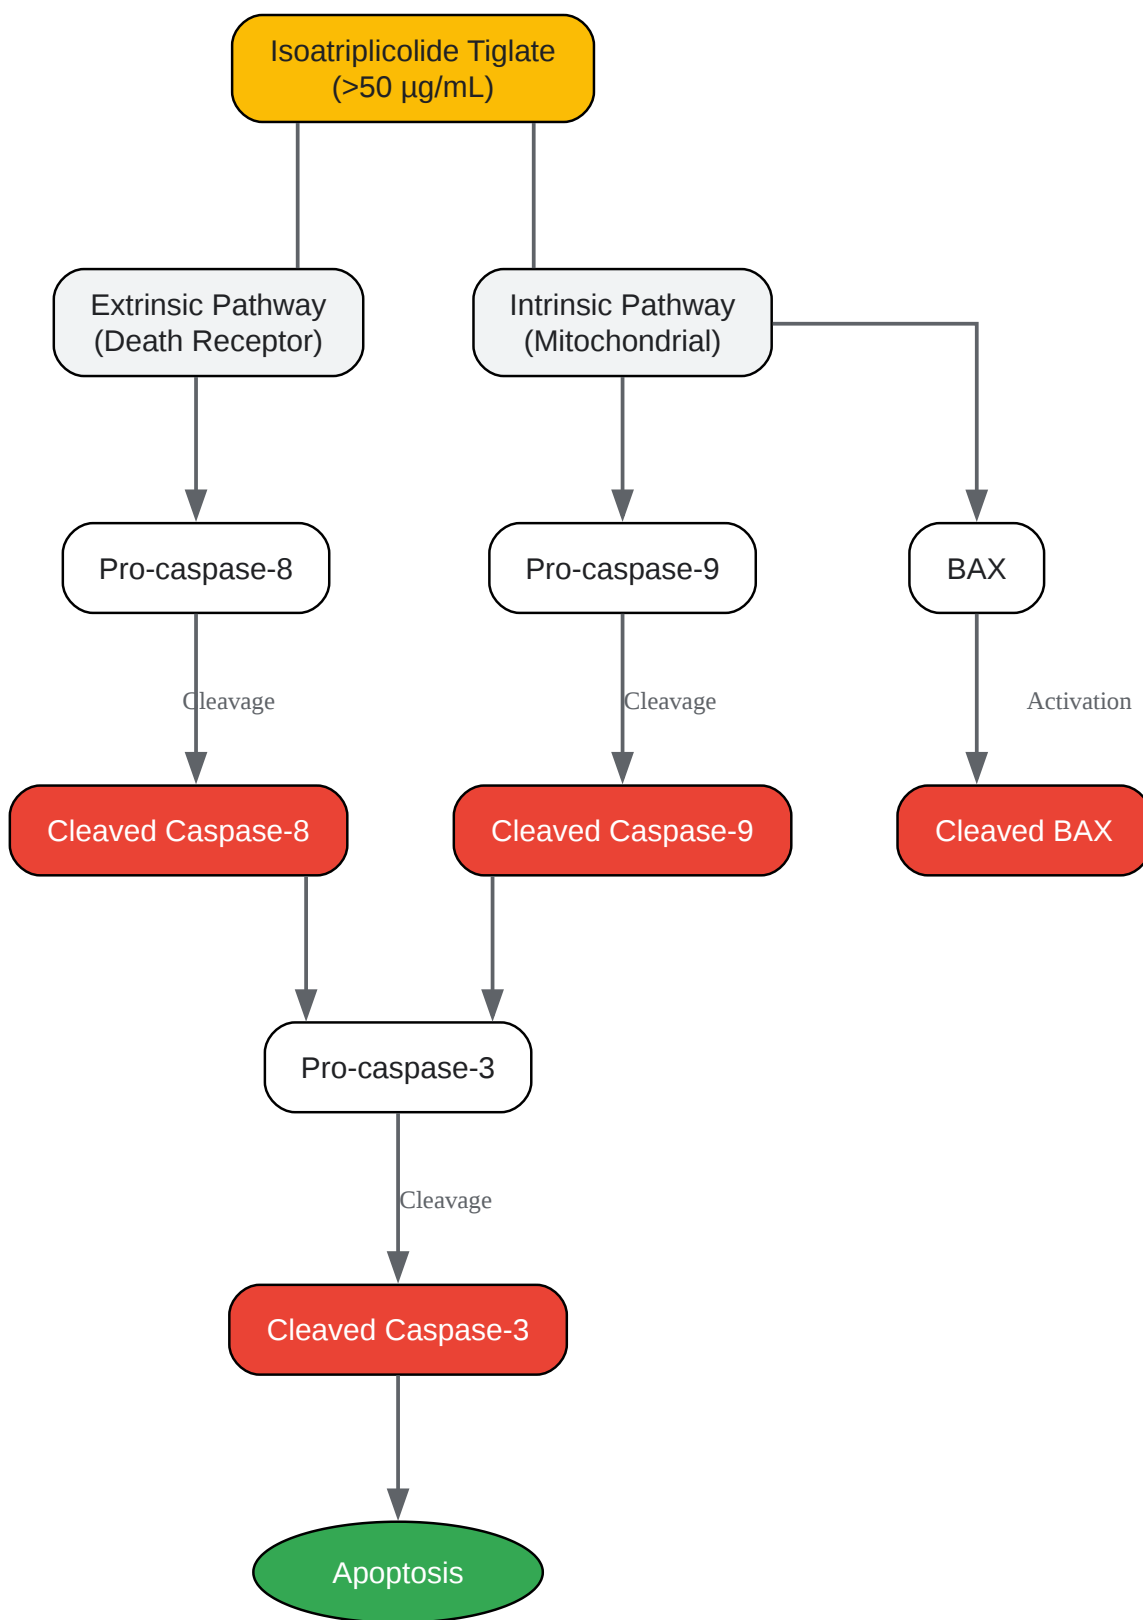 Isoatriplicolide Tiglate
(>50 µg/mL)
Extrinsic Pathway
(Death Receptor)
Intrinsic Pathway
(Mitochondrial)
Pro-caspase-8
Pro-caspase-9
BAX
Cleavage
Cleavage
Activation
Cleaved Caspase-8
Cleaved Caspase-9
Cleaved BAX
Pro-caspase-3
Cleavage
Cleaved Caspase-3
Apoptosis